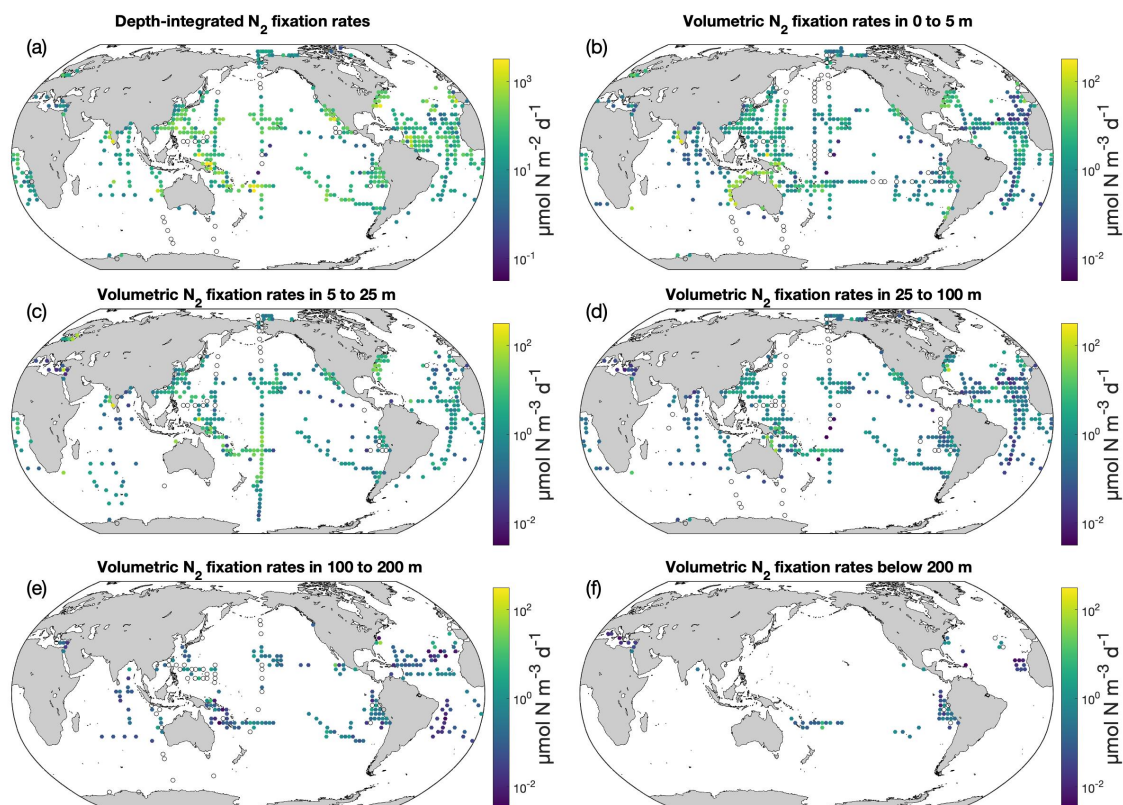 Depth-integrated N₂ fixation rates
(a)
10³
10¹
10⁻¹
μmol N m⁻² d⁻¹
Volumetric N₂ fixation rates in 0 to 5 m
(b)
10²
10⁰
10⁻²
μmol N m⁻³ d⁻¹
Volumetric N₂ fixation rates in 5 to 25 m
(c)
10²
10⁰
10⁻²
μmol N m⁻³ d⁻¹
Volumetric N₂ fixation rates in 25 to 100 m
(d)
10²
10⁰
10⁻²
μmol N m⁻³ d⁻¹
Volumetric N₂ fixation rates in 100 to 200 m
(e)
10²
10⁰
10⁻²
μmol N m⁻³ d⁻¹
Volumetric N₂ fixation rates below 200 m
(f)
10²
10⁰
10⁻²
μmol N m⁻³ d⁻¹